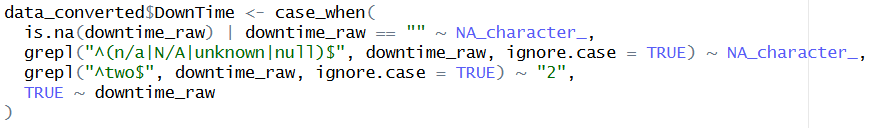 data_converted$DownTime <- case_when(
  is.na(downtime_raw) | downtime_raw == "" ~ NA_character_,
  grepl("^(n/a|N/A|unknown|null)$", downtime_raw, ignore.case = TRUE) ~ NA_character_,
  grepl("^two$", downtime_raw, ignore.case = TRUE) ~ "2",
  TRUE ~ downtime_raw
)